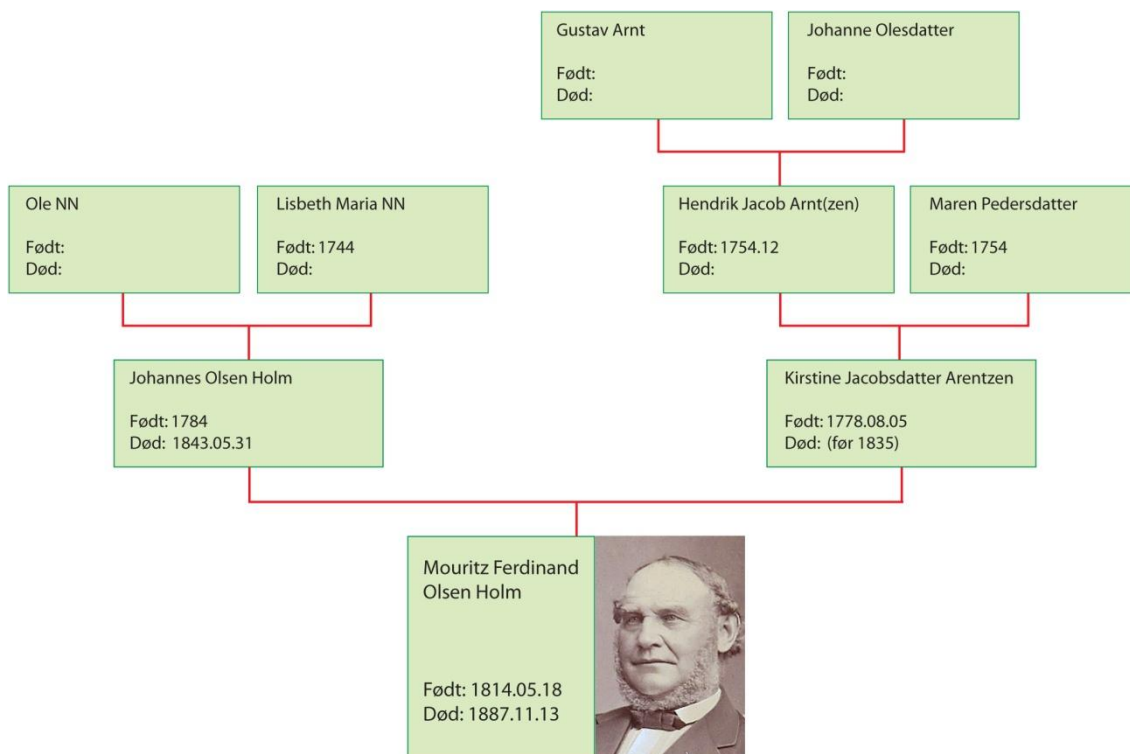 Gustav Arnt
Født:
Død:
Johanne Olesdatter
Født:
Død:
Ole NN
Født:
Død:
Lisbeth Maria NN
Født: 1744
Død:
Hendrik Jacob Arnt(zen)
Født: 1754.12
Død:
Maren Pedersdatter
Født: 1754
Død:
Johannes Olsen Holm
Født: 1784
Død: 1843.05.31
Kirstine Jacobsdatter Arentzen
Født: 1778.08.05
Død: (før 1835)
Mouritz Ferdinand
Olsen Holm
Født: 1814.05.18
Død: 1887.11.13